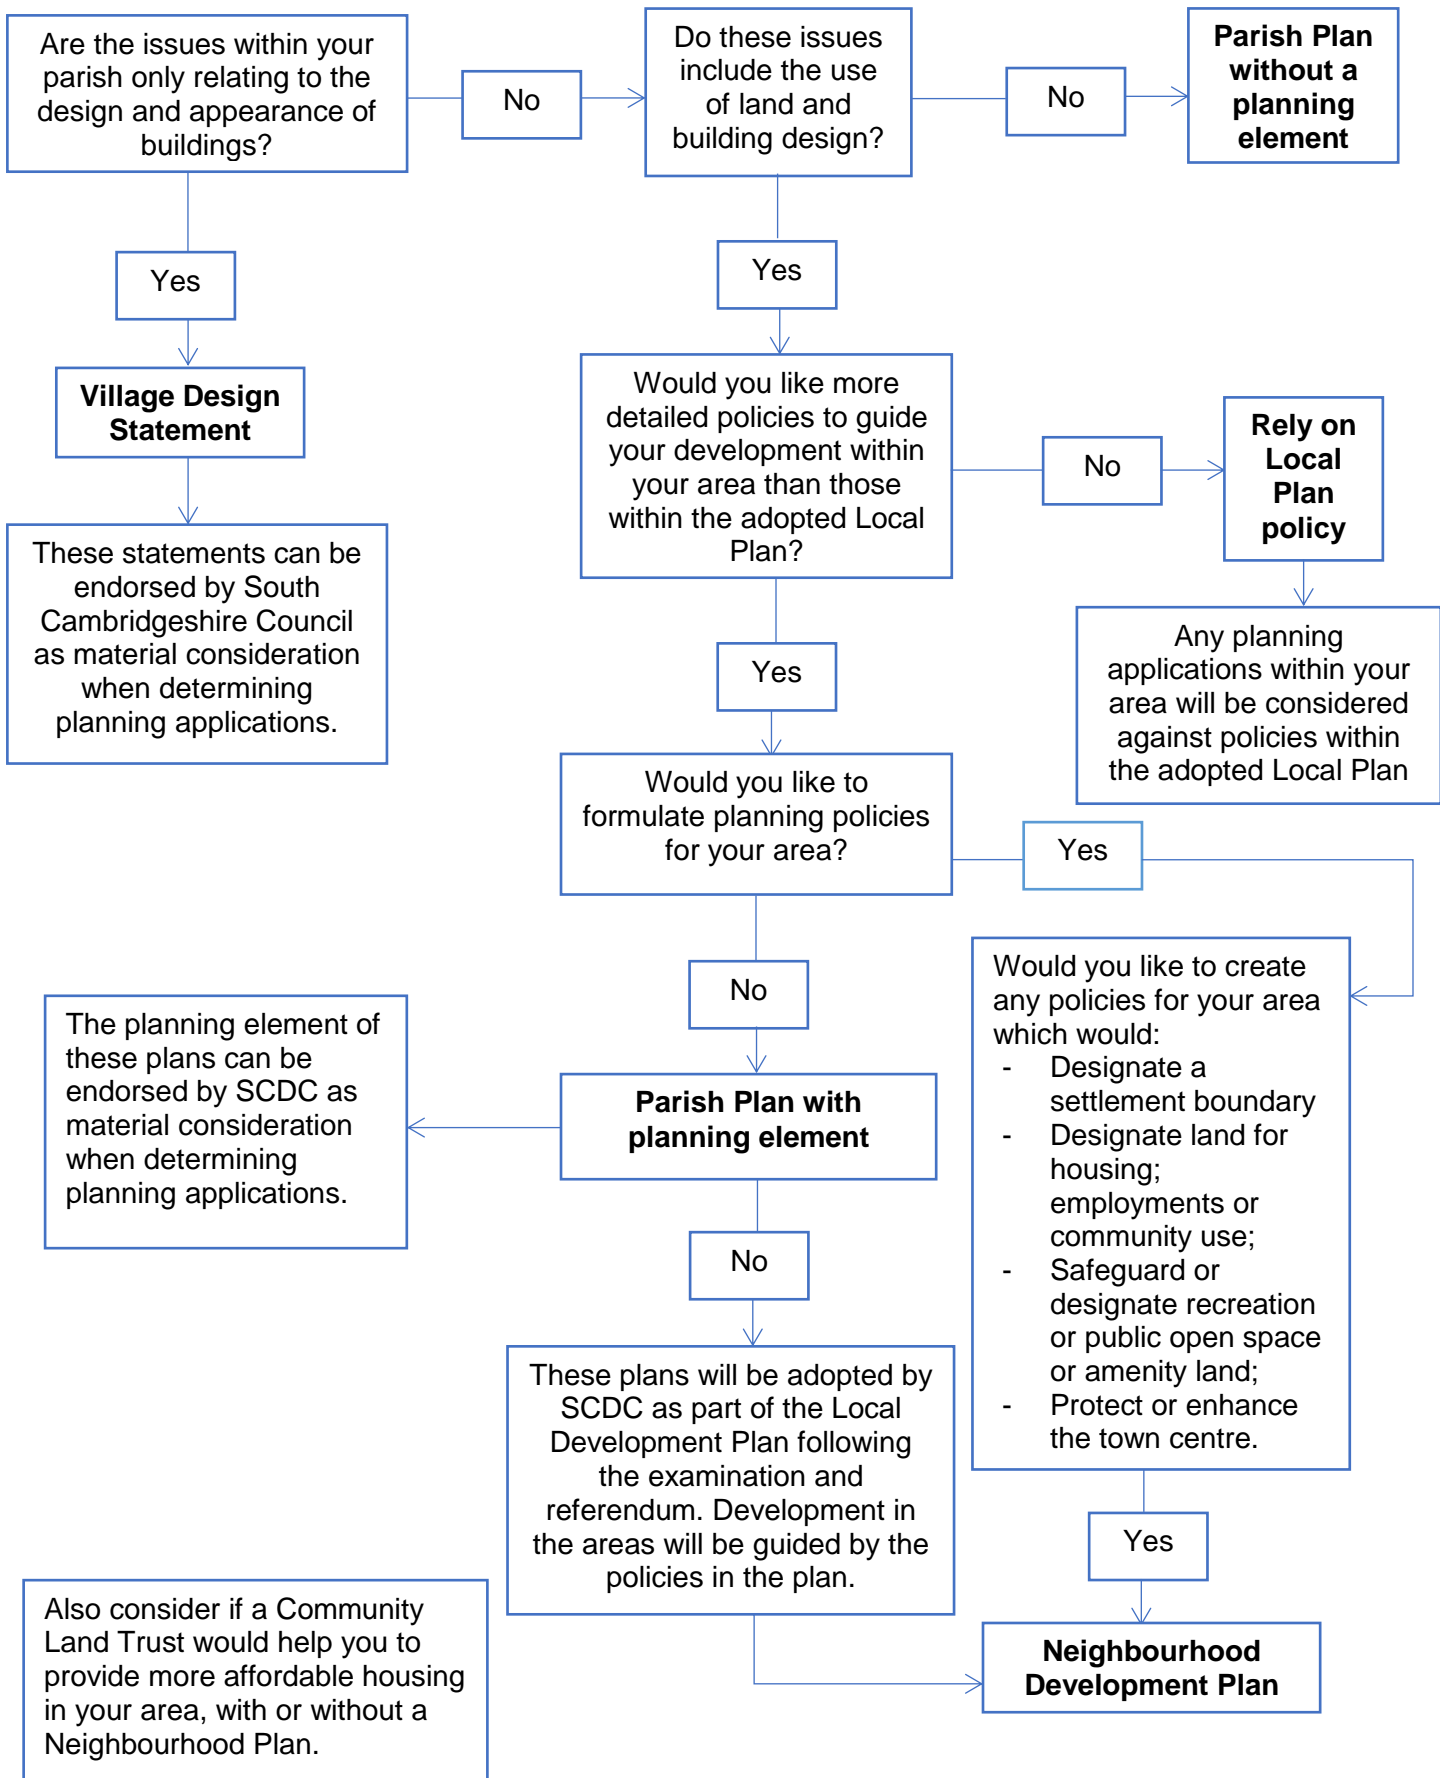 Are the issues within your
parish only relating to the
design and appearance of
buildings?
No
Do these issues
include the use
of land and
building design?
No
Parish Plan
without a
planning
element
Yes
Village Design
Statement
These statements can be
endorsed by South
Cambridgeshire Council
as material consideration
when determining
planning applications.
Yes
Would you like more
detailed policies to guide
your development within
your area than those
within the adopted Local
Plan?
No
Rely on
Local
Plan
policy
Any planning
applications within your
area will be considered
against policies within
the adopted Local Plan
Yes
Would you like to
formulate planning policies
for your area?
Yes
No
Would you like to create
any policies for your area
which would:
- Designate a
settlement boundary
- Designate land for
housing;
employments or
community use;
- Safeguard or
designate recreation
or public open space
or amenity land;
- Protect or enhance
the town centre.
The planning element of
these plans can be
endorsed by SCDC as
material consideration
when determining
planning applications.
Parish Plan with
planning element
No
These plans will be adopted by
SCDC as part of the Local
Development Plan following
the examination and
referendum. Development in
the areas will be guided by the
policies in the plan.
Yes
Neighbourhood
Development Plan
Also consider if a Community
Land Trust would help you to
provide more affordable housing
in your area, with or without a
Neighbourhood Plan.